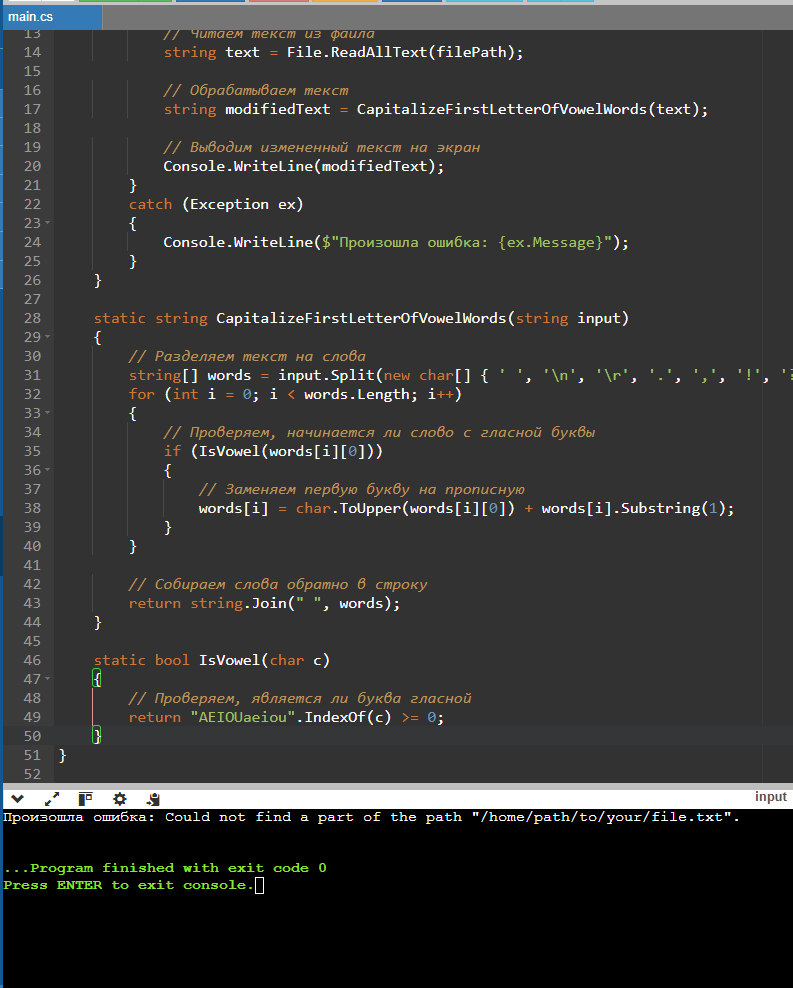 main.cs
13 // Читаем текст из файла
14 string text = File.ReadAllText(filePath);
15
16 // Обрабатываем текст
17 string modifiedText = CapitalizeFirstLetterOfVowelWords(text);
18
19 // Выводим измененный текст на экран
20 Console.WriteLine(modifiedText);
21 }
22 catch (Exception ex)
23 {
24 Console.WriteLine($"Произошла ошибка: {ex.Message}");
25 }
26 }
27
28 static string CapitalizeFirstLetterOfVowelWords(string input)
29 {
30 // Разделяем текст на слова
31 string[] words = input.Split(new char[] { ' ', '\n', '\r', '.', ',', '!', '?
32 for (int i = 0; i < words.Length; i++)
33 {
34 // Проверяем, начинается ли слово с гласной буквы
35 if (IsVowel(words[i][0]))
36 {
37 // Заменяем первую букву на прописную
38 words[i] = char.ToUpper(words[i][0]) + words[i].Substring(1);
39 }
40 }
41
42 // Собираем слова обратно в строку
43 return string.Join(" ", words);
44 }
45
46 static bool IsVowel(char c)
47 {
48 // Проверяем, является ли буква гласной
49 return "AEIOUaeiou".IndexOf(c) >= 0;
50 }
51 }
52
input
Произошла ошибка: Could not find a part of the path "/home/path/to/your/file.txt".
...Program finished with exit code 0
Press ENTER to exit console.